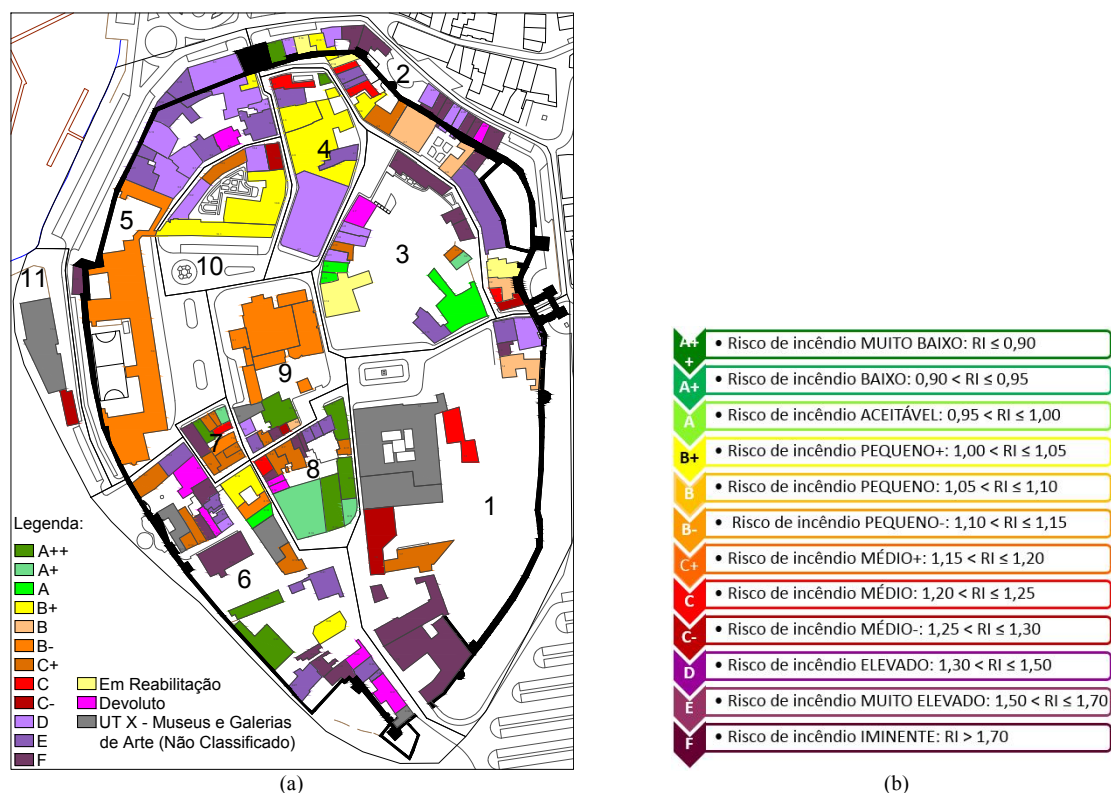 2
4
5
3
10
11
9
7
8
1
6
Legenda:
A++
A+
A
B+
B
B-
C+
C
C-
D
E
F
Em Reabilitação
Devoluto
UT X - Museus e Galerias
de Arte (Não Classificado)
(a)
A+
+
• Risco de incêndio MUITO BAIXO: RI ≤ 0,90
A+
• Risco de incêndio BAIXO: 0,90 < RI ≤ 0,95
A
• Risco de incêndio ACEITÁVEL: 0,95 < RI ≤ 1,00
B+
• Risco de incêndio PEQUENO+: 1,00 < RI ≤ 1,05
B
• Risco de incêndio PEQUENO: 1,05 < RI ≤ 1,10
B-
• Risco de incêndio PEQUENO-: 1,10 < RI ≤ 1,15
C+
• Risco de incêndio MÉDIO+: 1,15 < RI ≤ 1,20
C
• Risco de incêndio MÉDIO: 1,20 < RI ≤ 1,25
C-
• Risco de incêndio MÉDIO-: 1,25 < RI ≤ 1,30
D
• Risco de incêndio ELEVADO: 1,30 < RI ≤ 1,50
E
• Risco de incêndio MUITO ELEVADO: 1,50 < RI ≤ 1,70
F
• Risco de incêndio IMINENTE: RI > 1,70
(b)